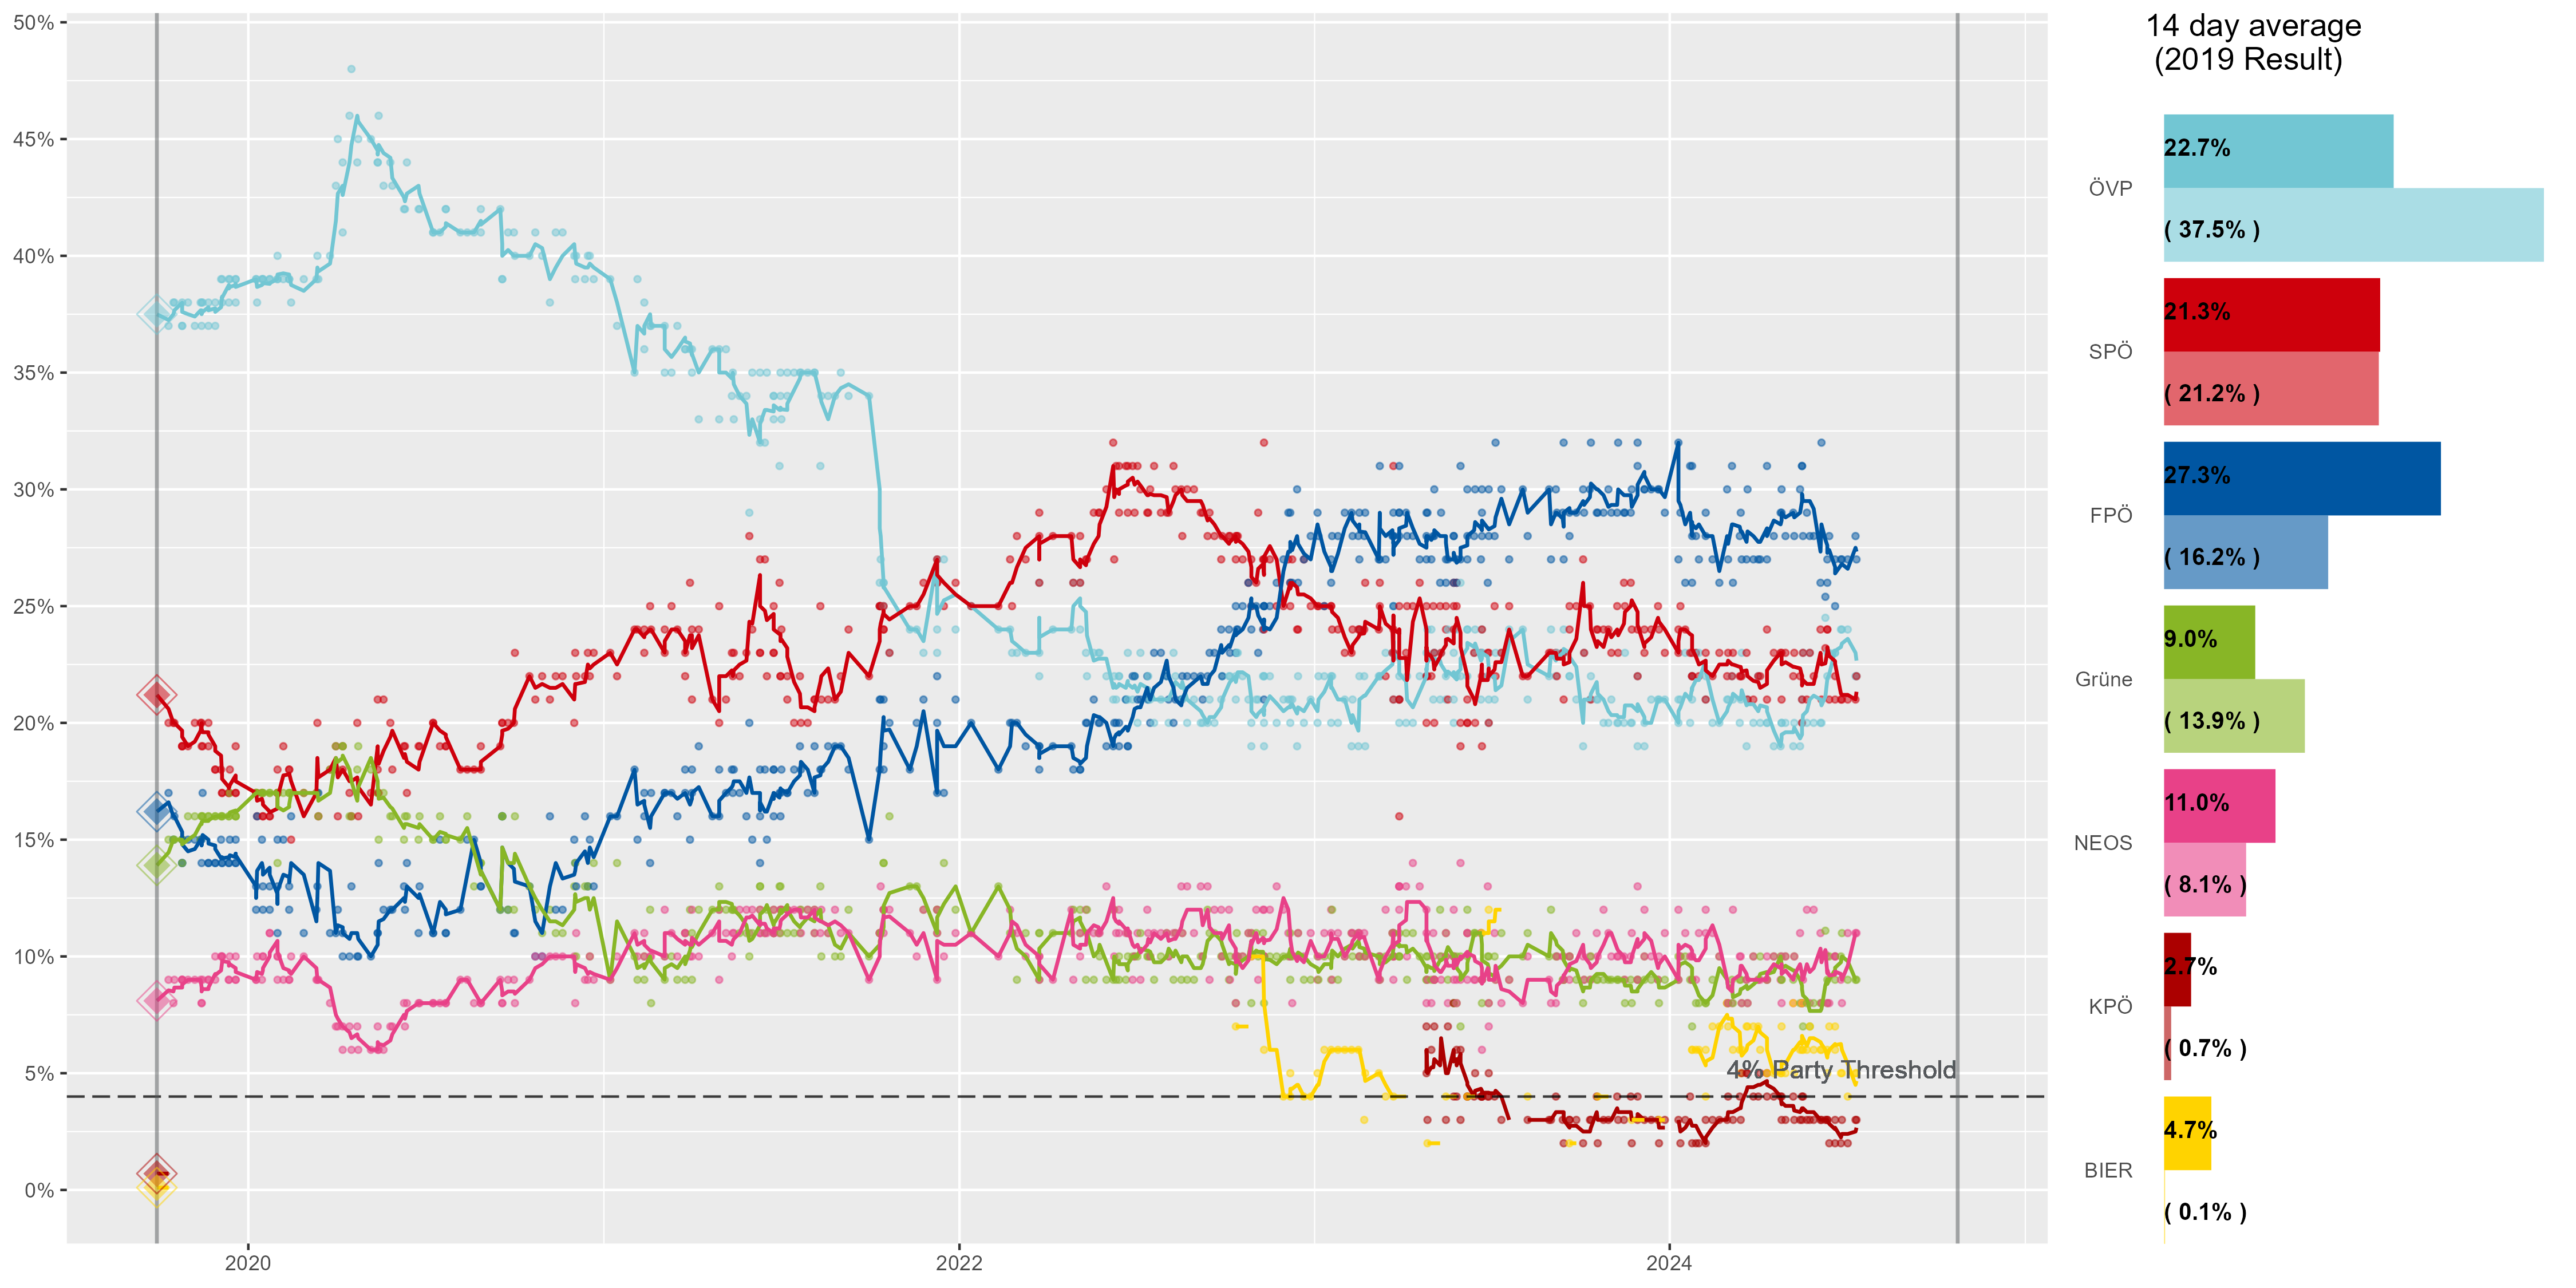 50%
45%
40%
35%
30%
25%
20%
15%
10%
5%
0%
2020
2022
2024
4% Party Threshold
14 day average
(2019 Result)
ÖVP
22.7%
( 37.5% )
SPÖ
21.3%
( 21.2% )
FPÖ
27.3%
( 16.2% )
Grüne
9.0%
( 13.9% )
NEOS
11.0%
( 8.1% )
KPÖ
2.7%
( 0.7% )
BIER
4.7%
( 0.1% )